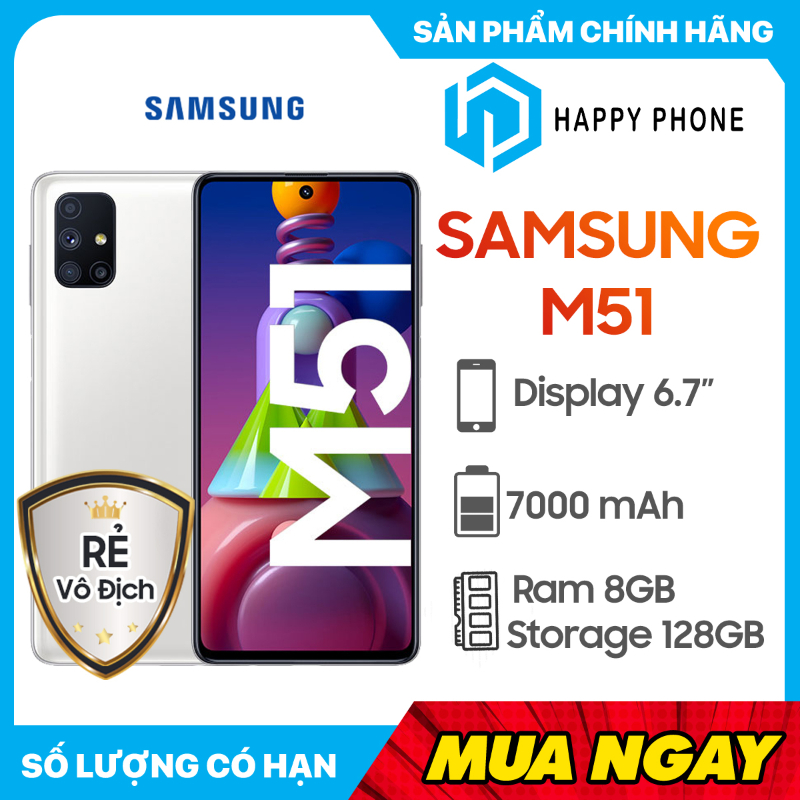 SẢN PHẨM CHÍNH HÃNG
SAMSUNG
HAPPY PHONE
SAMSUNG
M51
M51
Display 6.7”
7000 mAh
Ram 8GB
Storage 128GB
RẺ
Vô Địch
SỐ LƯỢNG CÓ HẠN
MUA NGAY